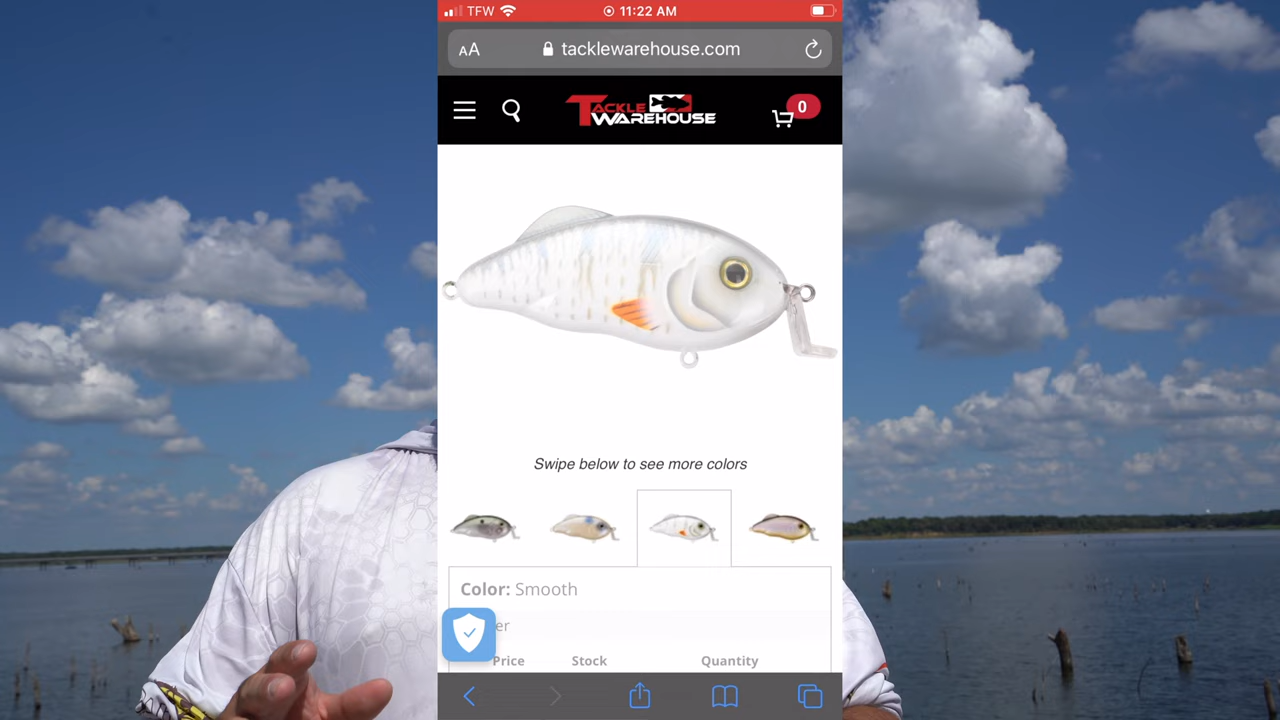 TFW 11:22 AM
AA tacklewarehouse.com
TACKLE WAREHOUSE 0
Swipe below to see more colors
Color: Smooth
er
Price Stock Quantity